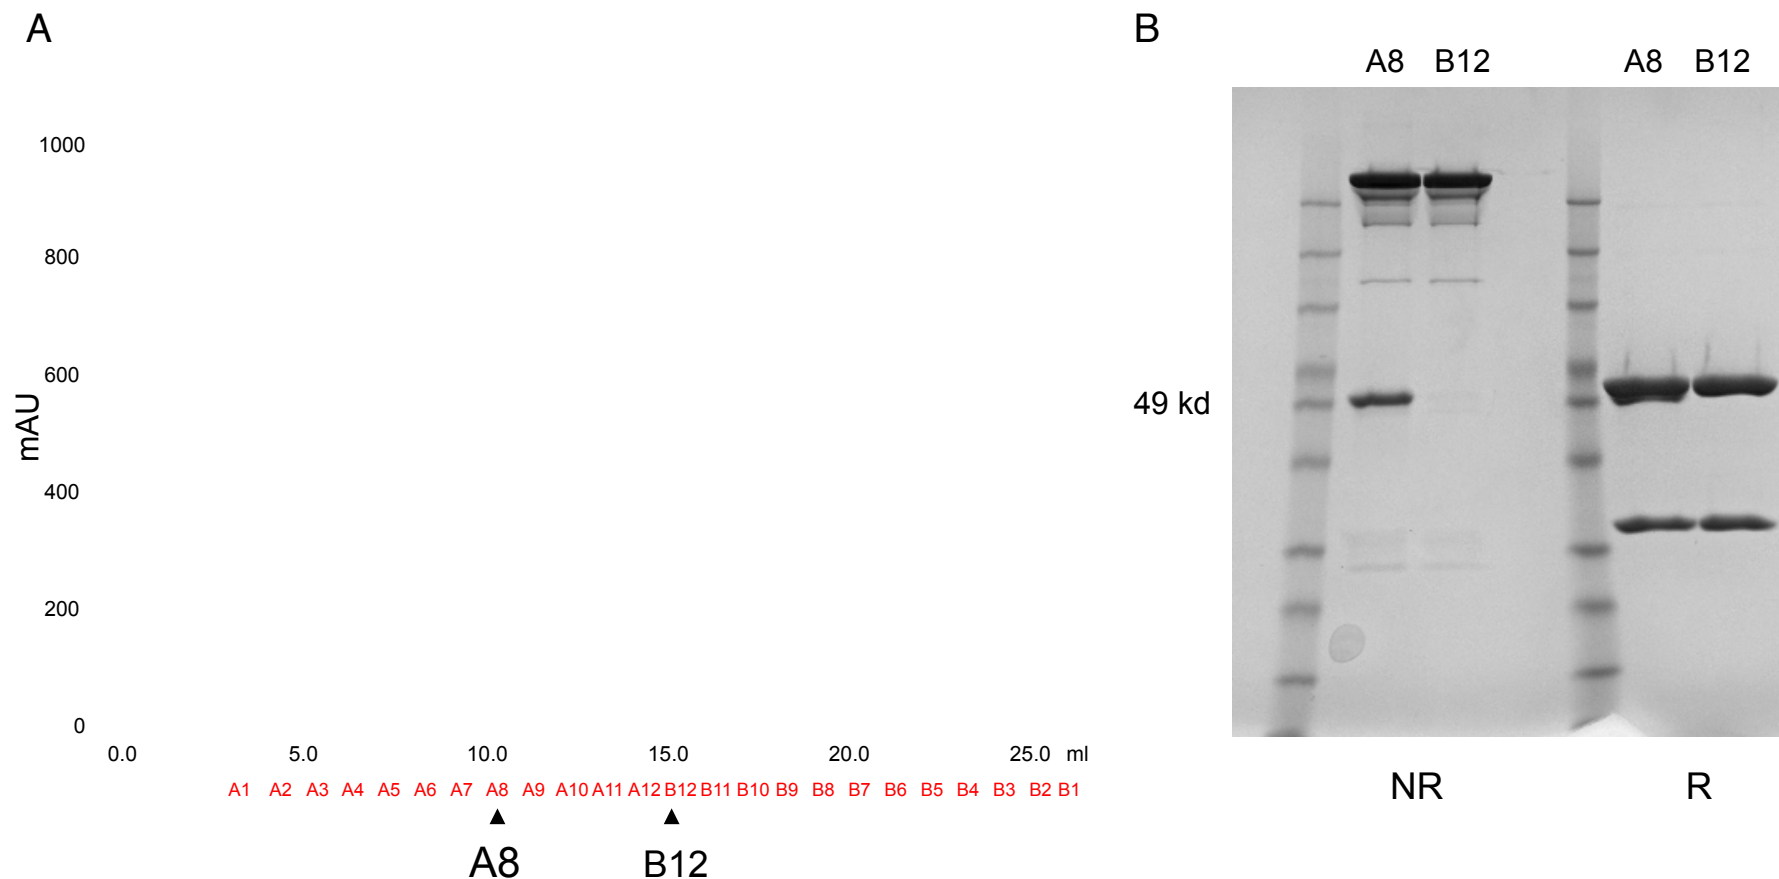 A
1000
800
600
400
200
0
mAU
0.0 5.0 10.0 15.0 20.0 25.0 ml
A1 A2 A3 A4 A5 A6 A7 A8 A9 A10 A11 A12 B12 B11 B10 B9 B8 B7 B6 B5 B4 B3 B2 B1
A8 B12
B
A8 B12 A8 B12
49 kd
NR R